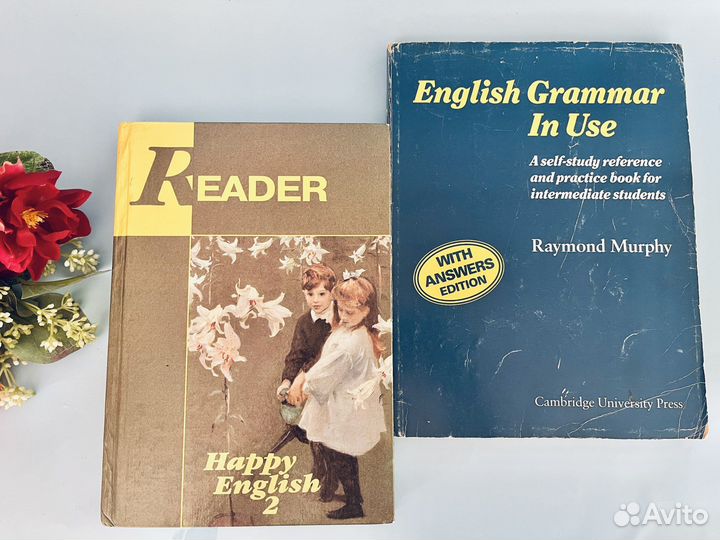 READER
Happy
English
2
English Grammar
In Use
A self-study reference
and practice book for
intermediate students
Raymond Murphy
WITH
ANSWERS
EDITION
Cambridge University Press
Avito